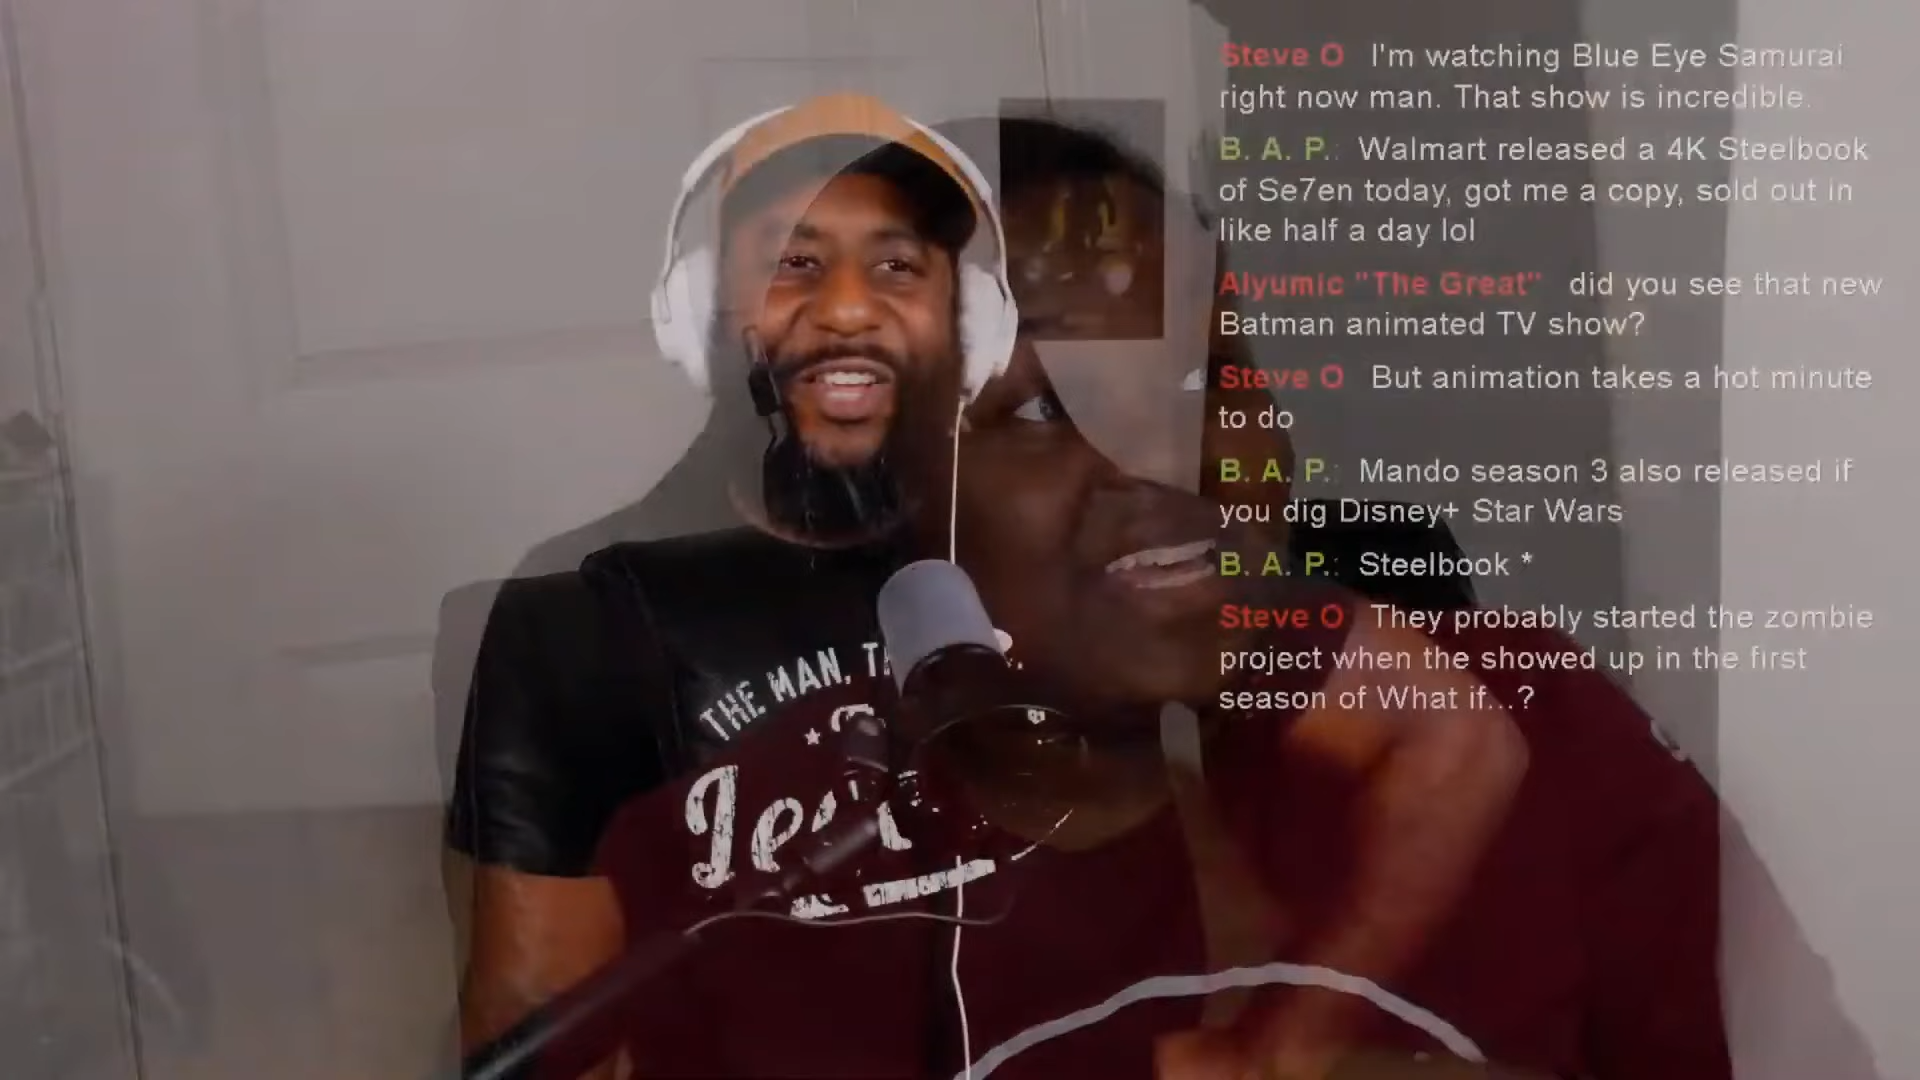 Steve O I'm watching Blue Eye Samurai
right now man. That show is incredible.
B. A. P.: Walmart released a 4K Steelbook
of Se7en today, got me a copy, sold out in
like half a day lol
Alyumic "The Great" did you see that new
Batman animated TV show?
Steve O But animation takes a hot minute
to do
B. A. P.: Mando season 3 also released if
you dig Disney+ Star Wars
B. A. P.: Steelbook *
Steve O They probably started the zombie
project when the showed up in the first
season of What if...?
THE MAN,